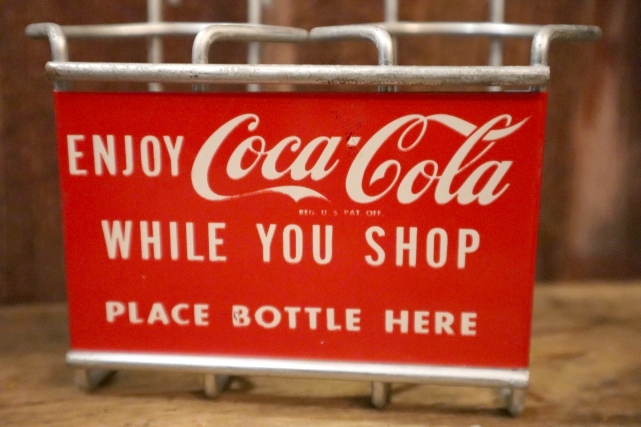 ENJOY Coca-Cola
REG. U.S. PAT. OFF.
WHILE YOU SHOP
PLACE BOTTLE HERE